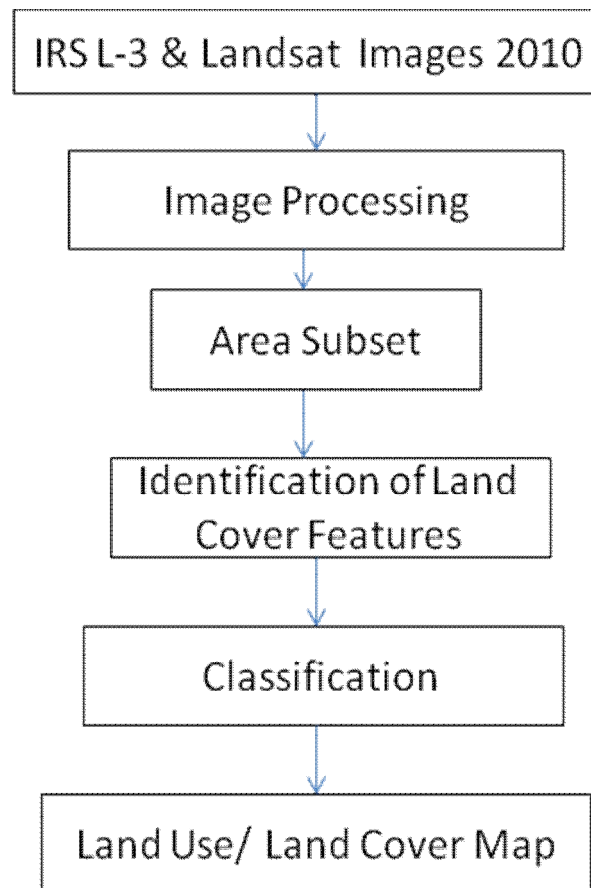 IRS L-3 & Landsat Images 2010
Image Processing
Area Subset
Identification of Land
Cover Features
Classification
Land Use/ Land Cover Map